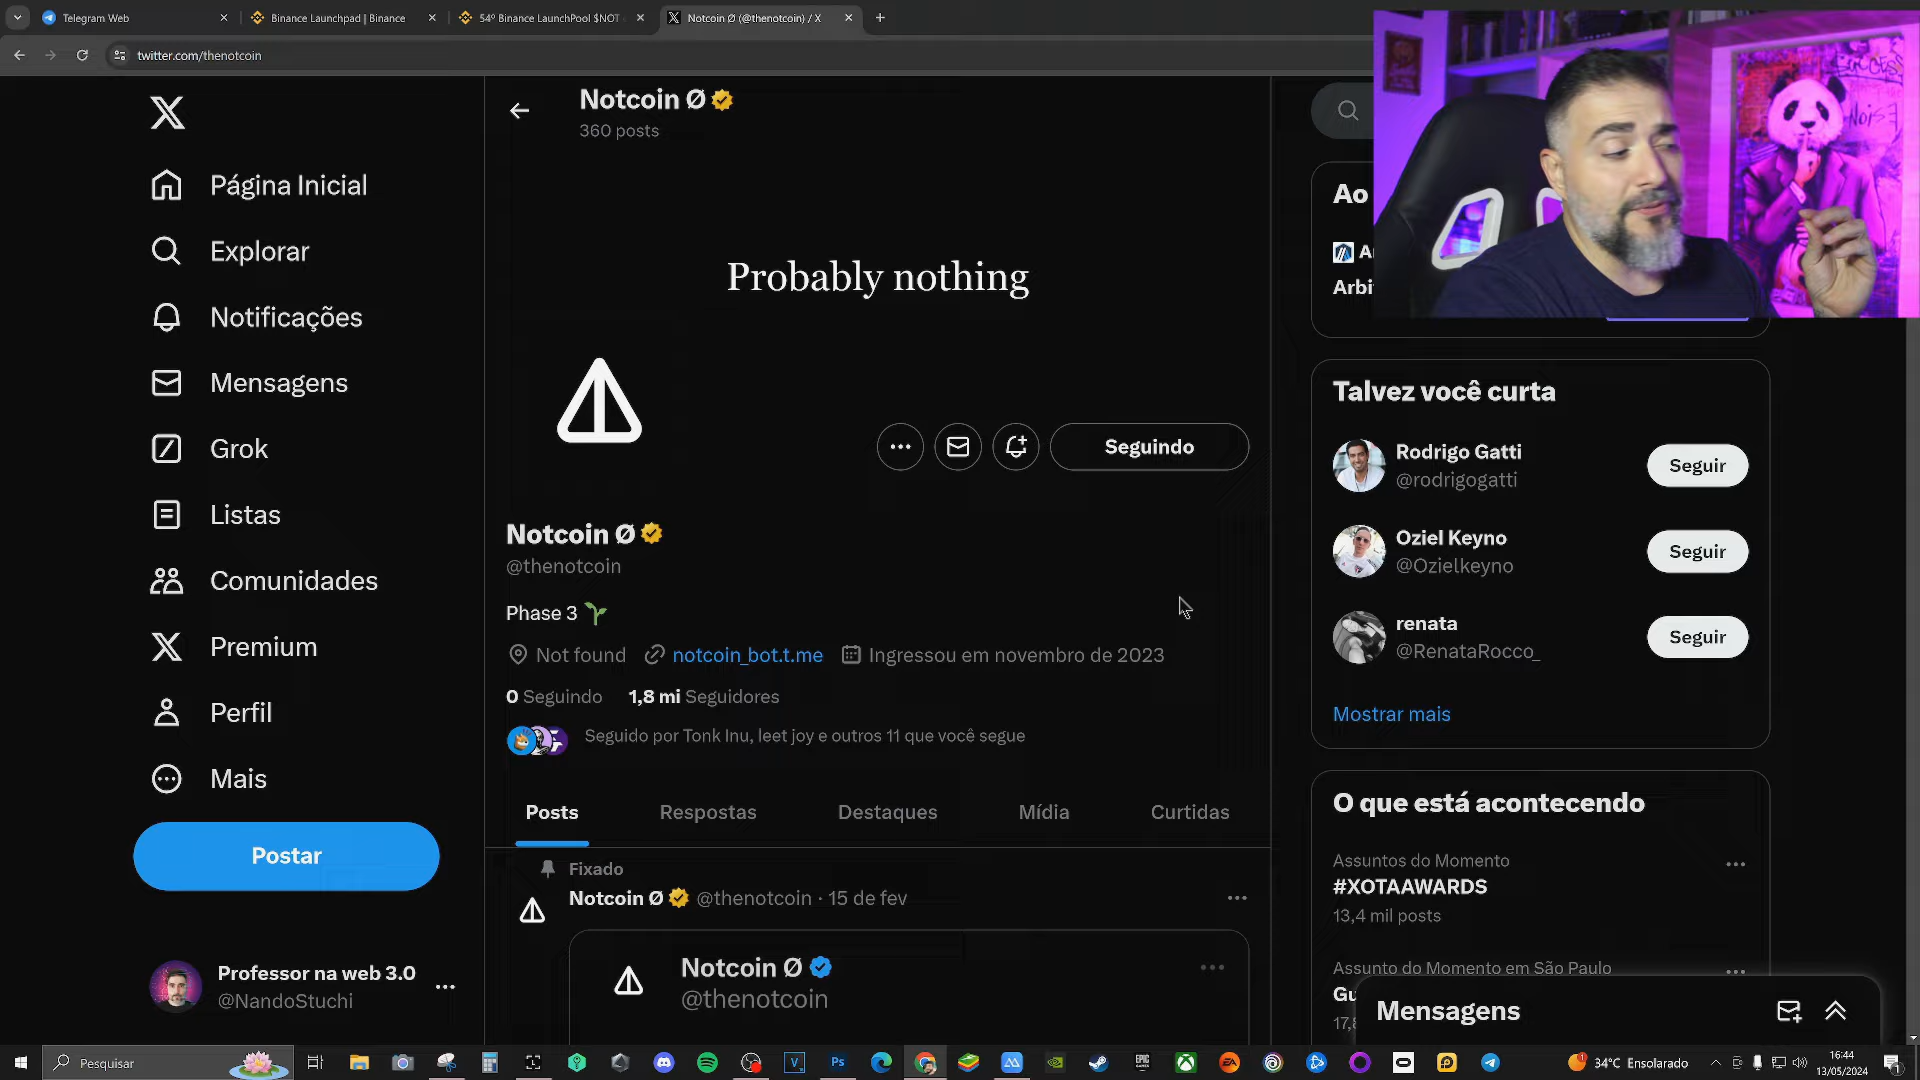 Telegram Web
Binance Launchpad | Binance
54º Binance LaunchPool $NOT
Notcoin Ø (@thenotcoin) / X
twitter.com/thenotcoin
Notcoin Ø
360 posts
Probably nothing
Página Inicial
Explorar
Notificações
Mensagens
Grok
Listas
Comunidades
Premium
Perfil
Mais
Postar
Professor na web 3.0
@NandoStuchi
Seguindo
Notcoin Ø
@thenotcoin
Phase 3
Not found notcoin_bot.t.me Ingressou em novembro de 2023
0 Seguindo 1,8 mi Seguidores
Seguido por Tonk Inu, leet joy e outros 11 que você segue
Posts Respostas Destaques Mídia Curtidas
Fixado
Notcoin Ø @thenotcoin · 15 de fev
Notcoin Ø
@thenotcoin
Ao
Arbi
Talvez você curta
Rodrigo Gatti
@rodrigogatti
Seguir
Oziel Keyno
@Ozielkeyno
Seguir
renata
@RenataRocco_
Seguir
Mostrar mais
O que está acontecendo
Assuntos do Momento
#XOTAAWARDS
13,4 mil posts
Assunto do Momento em São Paulo
Mensagens
Pesquisar
34°C Ensolarado
16:44
13/05/2024